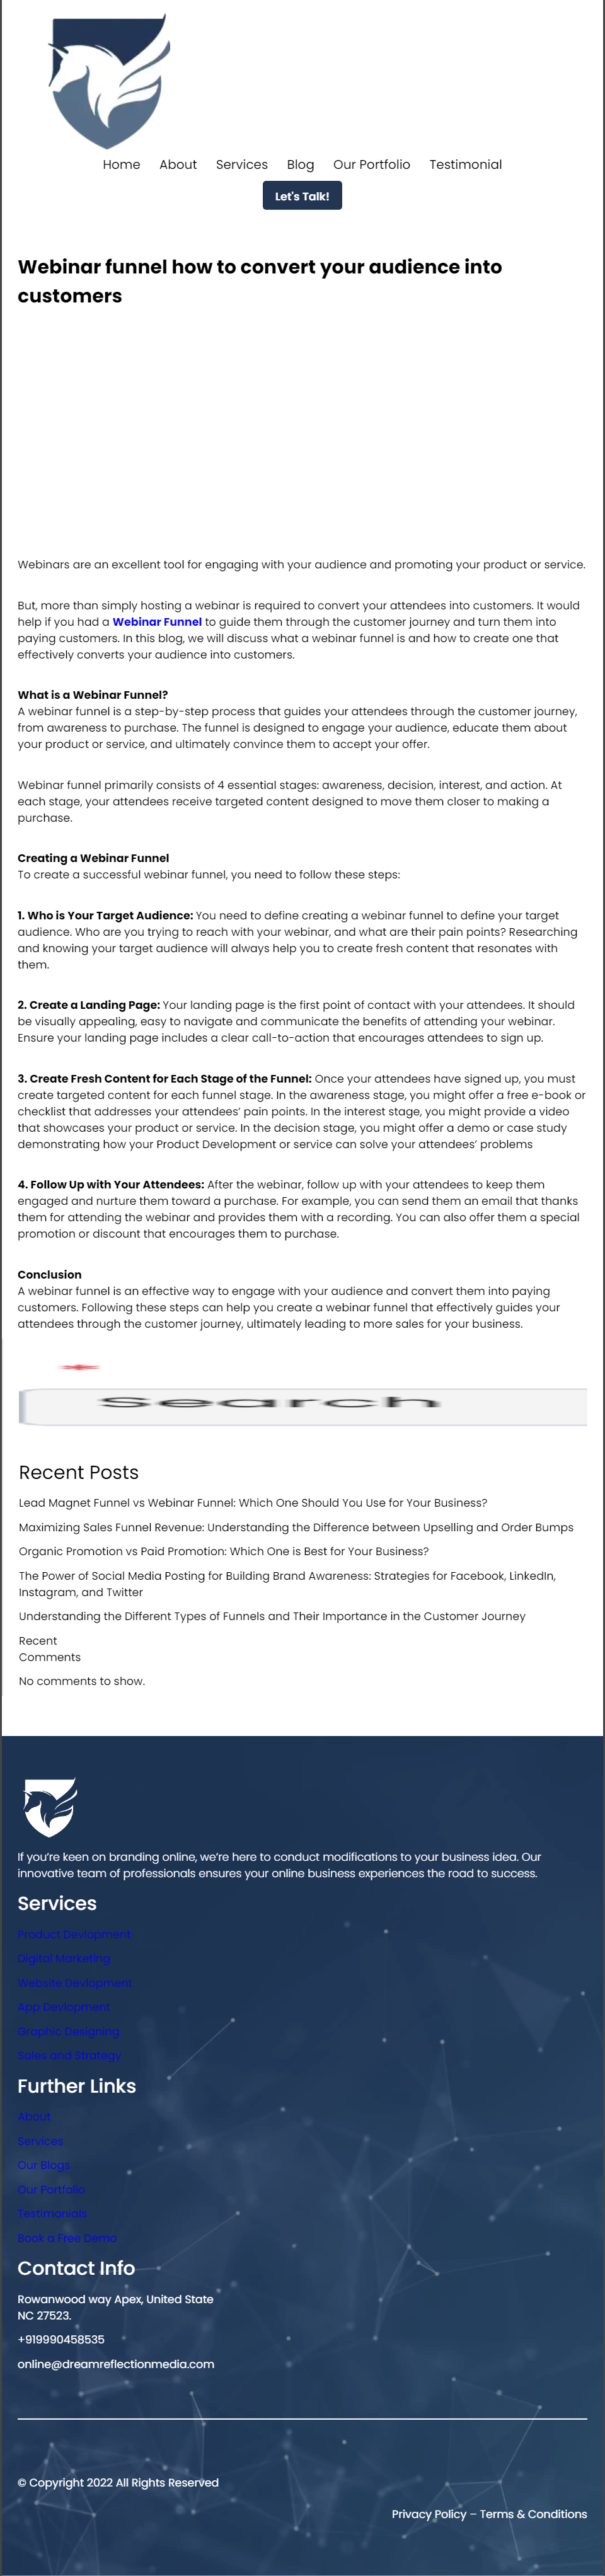 Home About Services Blog Our Portfolio Testimonial
Let's Talk!
Webinar funnel how to convert your audience into
customers
Webinars are an excellent tool for engaging with your audience and promoting your product or service.
But, more than simply hosting a webinar is required to convert your attendees into customers. It would
help if you had a Webinar Funnel to guide them through the customer journey and turn them into
paying customers. In this blog, we will discuss what a webinar funnel is and how to create one that
effectively converts your audience into customers.
What is a Webinar Funnel?
A webinar funnel is a step-by-step process that guides your attendees through the customer journey,
from awareness to purchase. The funnel is designed to engage your audience, educate them about
your product or service, and ultimately convince them to accept your offer.
Webinar funnel primarily consists of 4 essential stages: awareness, decision, interest, and action. At
each stage, your attendees receive targeted content designed to move them closer to making a
purchase.
Creating a Webinar Funnel
To create a successful webinar funnel, you need to follow these steps:
1. Who is Your Target Audience: You need to define creating a webinar funnel to define your target
audience. Who are you trying to reach with your webinar, and what are their pain points? Researching
and knowing your target audience will always help you to create fresh content that resonates with
them.
2. Create a Landing Page: Your landing page is the first point of contact with your attendees. It should
be visually appealing, easy to navigate and communicate the benefits of attending your webinar.
Ensure your landing page includes a clear call-to-action that encourages attendees to sign up.
3. Create Fresh Content for Each Stage of the Funnel: Once your attendees have signed up, you must
create targeted content for each funnel stage. In the awareness stage, you might offer a free e-book or
checklist that addresses your attendees' pain points. In the interest stage, you might provide a video
that showcases your product or service. In the decision stage, you might offer a demo or case study
demonstrating how your Product Development or service can solve your attendees' problems
4. Follow Up with Your Attendees: After the webinar, follow up with your attendees to keep them
engaged and nurture them toward a purchase. For example, you can send them an email that thanks
them for attending the webinar and provides them with a recording. You can also offer them a special
promotion or discount that encourages them to purchase.
Conclusion
A webinar funnel is an effective way to engage with your audience and convert them into paying
customers. Following these steps can help you create a webinar funnel that effectively guides your
attendees through the customer journey, ultimately leading to more sales for your business.
Search
Recent Posts
Lead Magnet Funnel vs Webinar Funnel: Which One Should You Use for Your Business?
Maximizing Sales Funnel Revenue: Understanding the Difference between Upselling and Order Bumps
Organic Promotion vs Paid Promotion: Which One is Best for Your Business?
The Power of Social Media Posting for Building Brand Awareness: Strategies for Facebook, LinkedIn,
Instagram, and Twitter
Understanding the Different Types of Funnels and Their Importance in the Customer Journey
Recent
Comments
No comments to show.
If you're keen on branding online, we're here to conduct modifications to your business idea. Our
innovative team of professionals ensures your online business experiences the road to success.
Services
Product Devlopment
Digital Marketing
Website Devlopment
App Devlopment
Graphic Designing
Sales and Strategy
Further Links
About
Services
Our Blogs
Our Portfolio
Testimonials
Book a Free Demo
Contact Info
Rowanwood way Apex, United State
NC 27523.
+919990458535
online@dreamreflectionmedia.com
© Copyright 2022 All Rights Reserved
Privacy Policy – Terms & Conditions